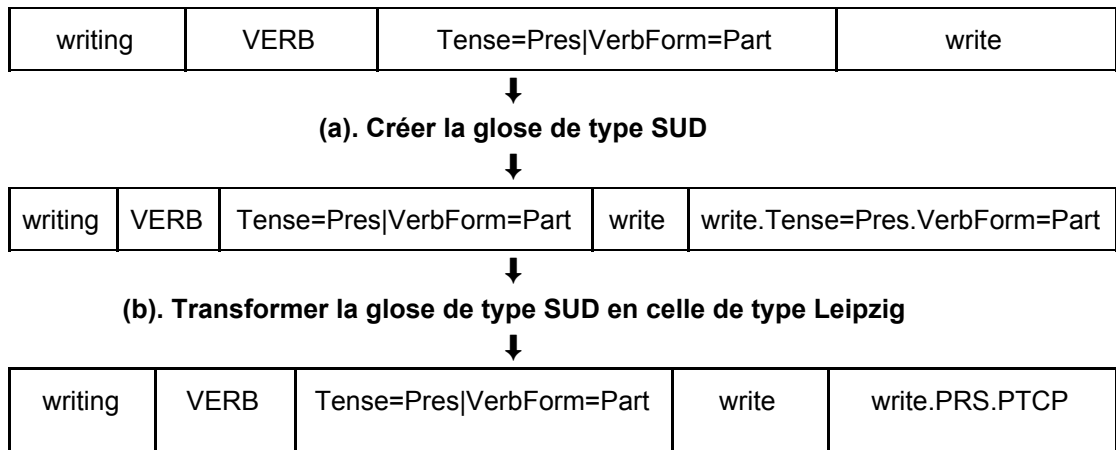 writing VERB Tense=Pres|VerbForm=Part write
(a). Créer la glose de type SUD
writing VERB Tense=Pres|VerbForm=Part write write.Tense=Pres.VerbForm=Part
(b). Transformer la glose de type SUD en celle de type Leipzig
writing VERB Tense=Pres|VerbForm=Part write write.PRS.PTCP